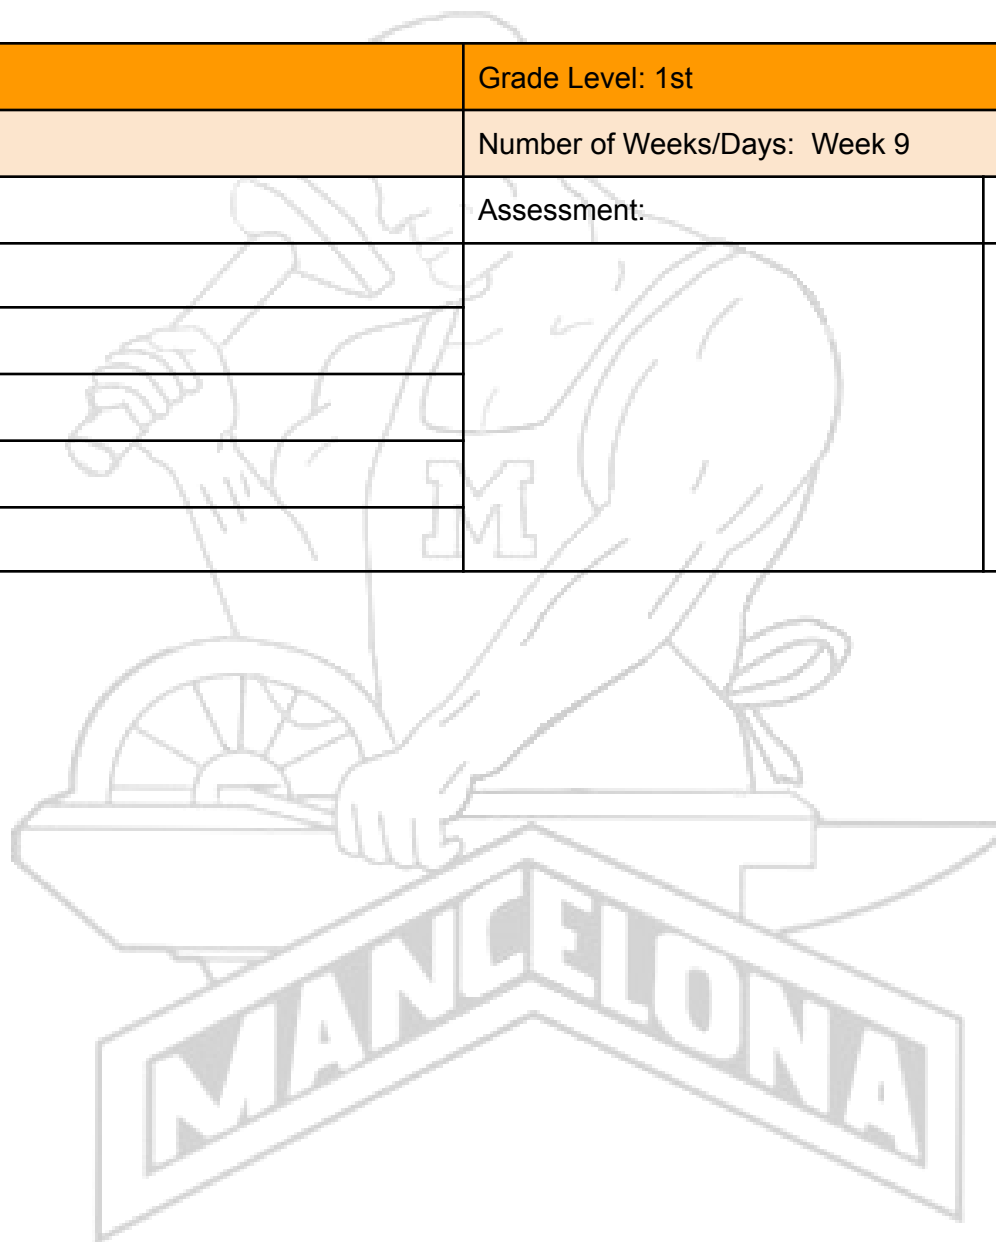 Grade Level: 1st
Number of Weeks/Days: Week 9
Assessment:
M
MANCELONA